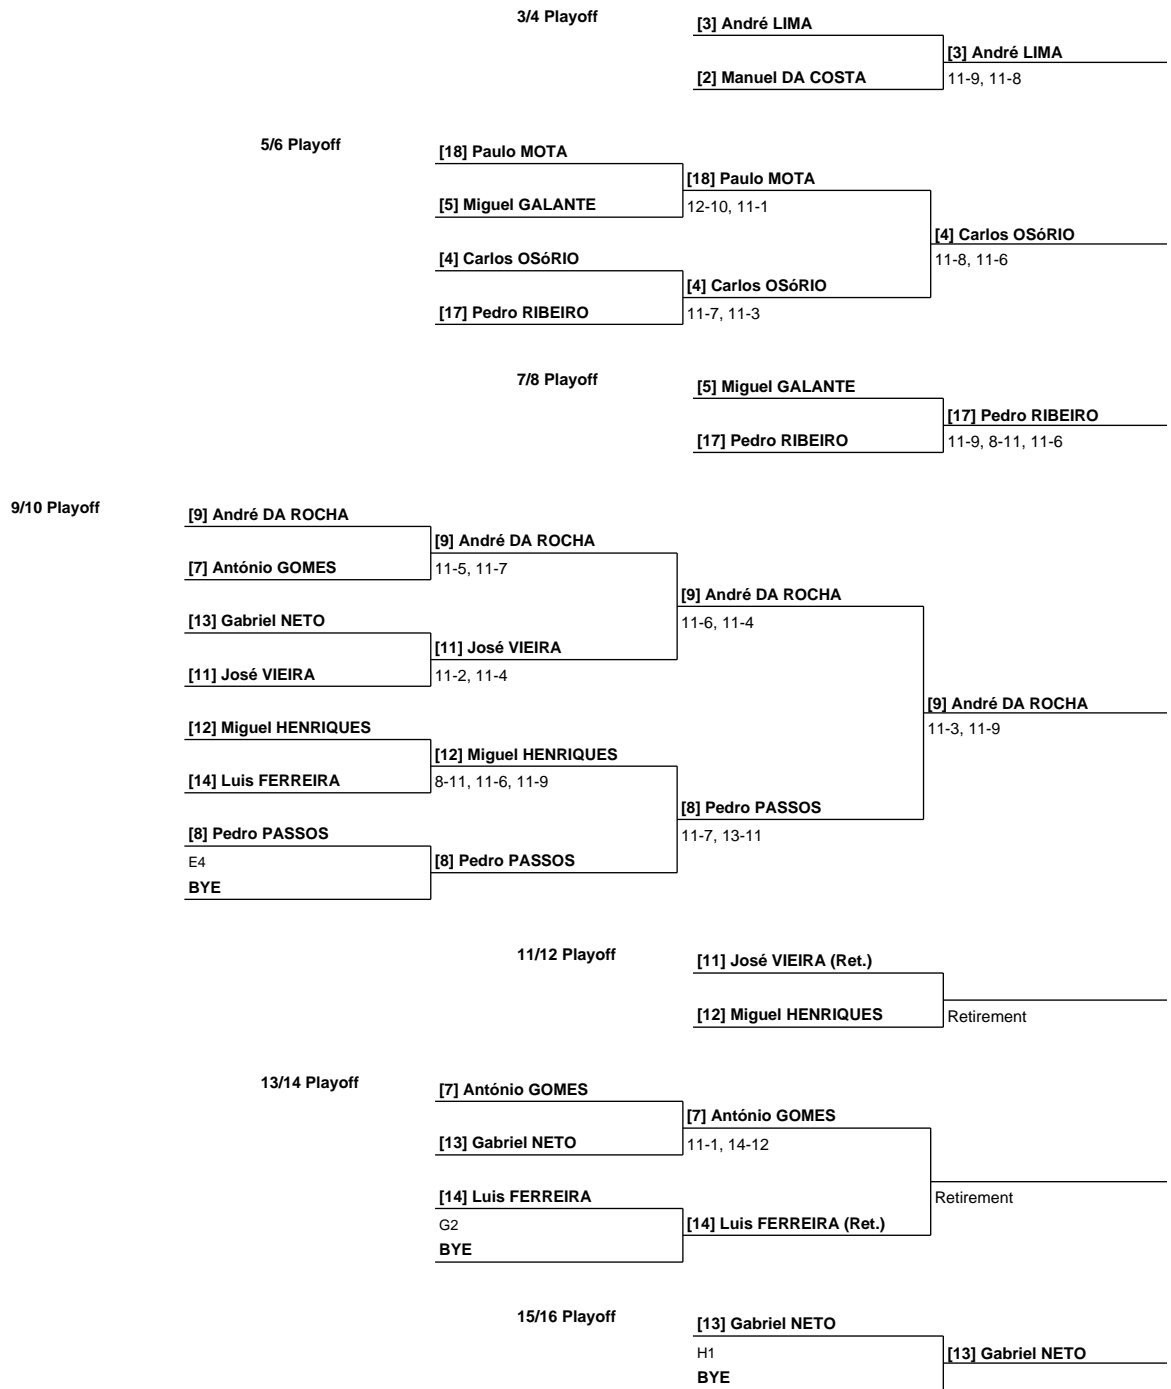 3/4 Playoff
[3] André LIMA
[3] André LIMA
[2] Manuel DA COSTA
11-9, 11-8
5/6 Playoff
[18] Paulo MOTA
[18] Paulo MOTA
[5] Miguel GALANTE
12-10, 11-1
[4] Carlos OSóRIO
11-8, 11-6
[4] Carlos OSóRIO
[4] Carlos OSóRIO
[17] Pedro RIBEIRO
11-7, 11-3
7/8 Playoff
[5] Miguel GALANTE
[17] Pedro RIBEIRO
[17] Pedro RIBEIRO
11-9, 8-11, 11-6
9/10 Playoff
[9] André DA ROCHA
[9] André DA ROCHA
[7] António GOMES
11-5, 11-7
[9] André DA ROCHA
11-6, 11-4
[13] Gabriel NETO
[11] José VIEIRA
[11] José VIEIRA
11-2, 11-4
[9] André DA ROCHA
11-3, 11-9
[12] Miguel HENRIQUES
[12] Miguel HENRIQUES
[14] Luis FERREIRA
8-11, 11-6, 11-9
[8] Pedro PASSOS
11-7, 13-11
[8] Pedro PASSOS
E4
[8] Pedro PASSOS
BYE
11/12 Playoff
[11] José VIEIRA (Ret.)
[12] Miguel HENRIQUES
Retirement
13/14 Playoff
[7] António GOMES
[7] António GOMES
[13] Gabriel NETO
11-1, 14-12
Retirement
[14] Luis FERREIRA
G2
[14] Luis FERREIRA (Ret.)
BYE
15/16 Playoff
[13] Gabriel NETO
H1
[13] Gabriel NETO
BYE